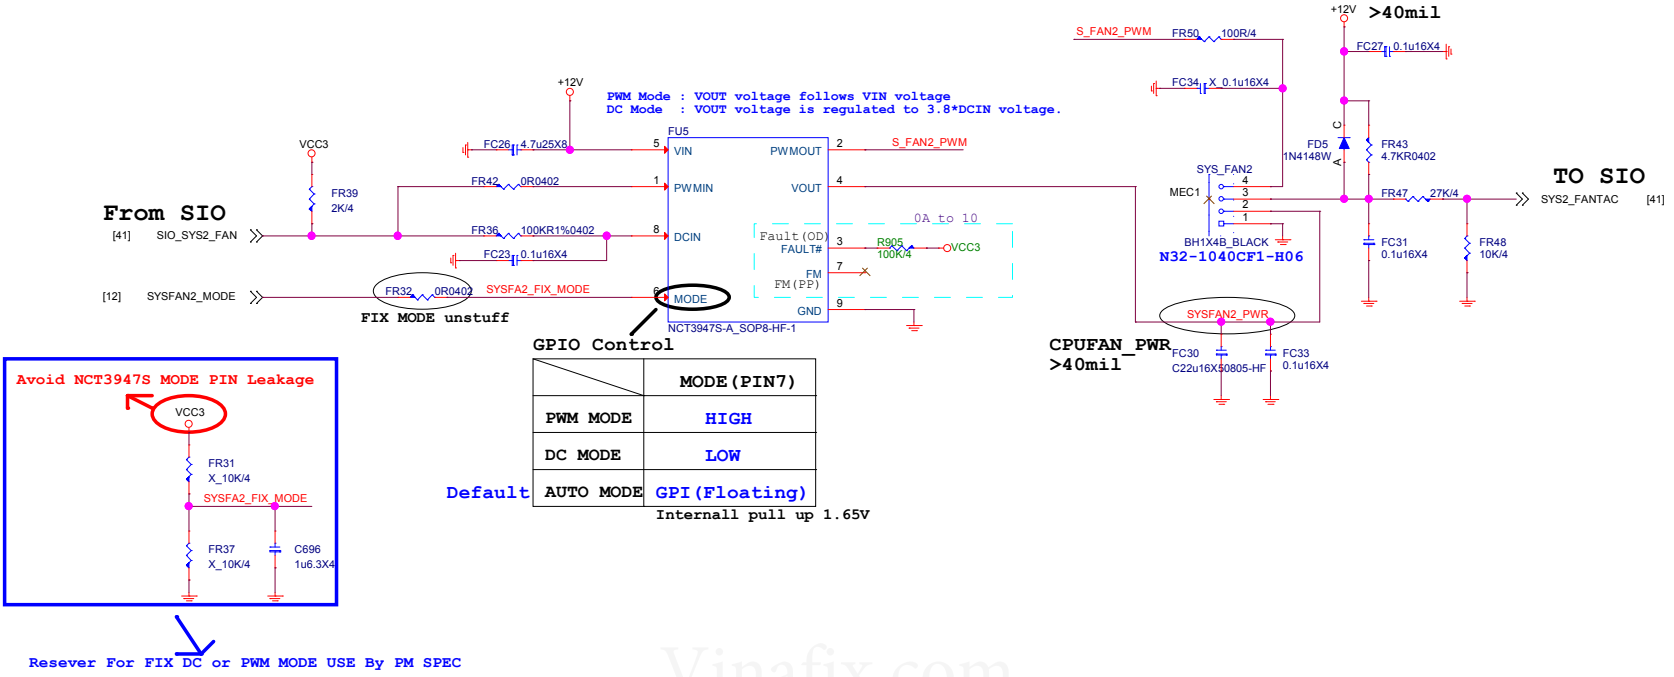 +12V
>40mil
S_FAN2_PWM
FR50
100R/4
FC27
0.1u16X4
+12V
FC34
X_0.1u16X4
PWM Mode : VOUT voltage follows VIN voltage
DC Mode : VOUT voltage is regulated to 3.8*DCIN voltage.
FU5
VCC3
FC26
4.7u25X8
5
VIN
PWMOUT
2
S_FAN2_PWM
C
FD5
1N4148W
A
FR43
4.7KR0402
FR42
0R0402
1
PWMIN
VOUT
4
SYS_FAN2
MEC1
4
3
2
1
FR39
2K/4
From SIO
[41]
SIO_SYS2_FAN
FR36
100KR1%0402
8
DCIN
0A to 10
Fault(OD)
FAULT#
3
R905
100K/4
VCC3
FR47
27K/4
TO SIO
SYS2_FANTAC
[41]
FC23
0.1u16X4
FM
7
FM(PP)
BH1X4B_BLACK
N32-1040CF1-H06
FC31
0.1u16X4
FR48
10K/4
[12]
SYSFAN2_MODE
FR32
0R0402
SYSFA2_FIX_MODE
6
MODE
GND
9
FIX MODE unstuff
NCT3947S-A_SOP8-HF-1
SYSFAN2_PWR
GPIO Control
CPUFAN_PWR
>40mil
FC30
C22u16X50805-HF
FC33
0.1u16X4
MODE(PIN7)
PWM MODE
HIGH
DC MODE
LOW
Default
AUTO MODE
GPI(Floating)
Internall pull up 1.65V
Avoid NCT3947S MODE PIN Leakage
VCC3
FR31
X_10K/4
SYSFA2_FIX_MODE
FR37
X_10K/4
C696
1u6.3X4
Resever For FIX DC or PWM MODE USE By PM SPEC
Vinafix.com